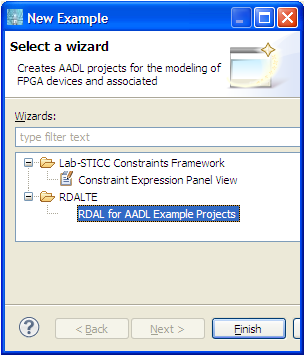 New Example
Select a wizard
Creates AADL projects for the modeling of
FPGA devices and associated
Wizards:
type filter text
Lab-STICC Constraints Framework
Constraint Expression Panel View
RDALTE
RDAL for AADL Example Projects
? < Back Next > Finish